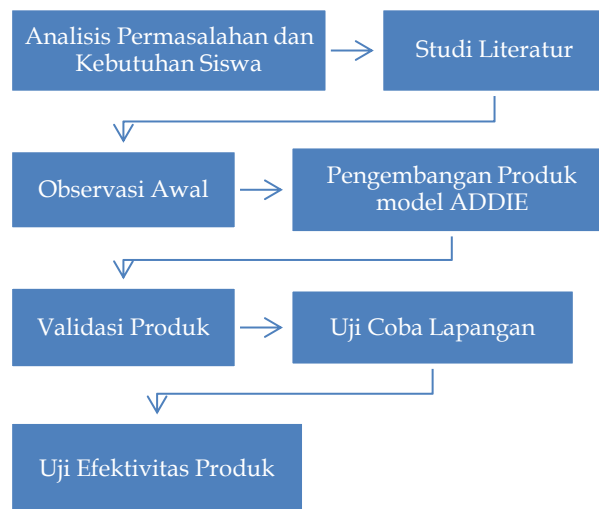 Analisis Permasalahan dan
Kebutuhan Siswa
Studi Literatur
Observasi Awal
Pengembangan Produk
model ADDIE
Validasi Produk
Uji Coba Lapangan
Uji Efektivitas Produk